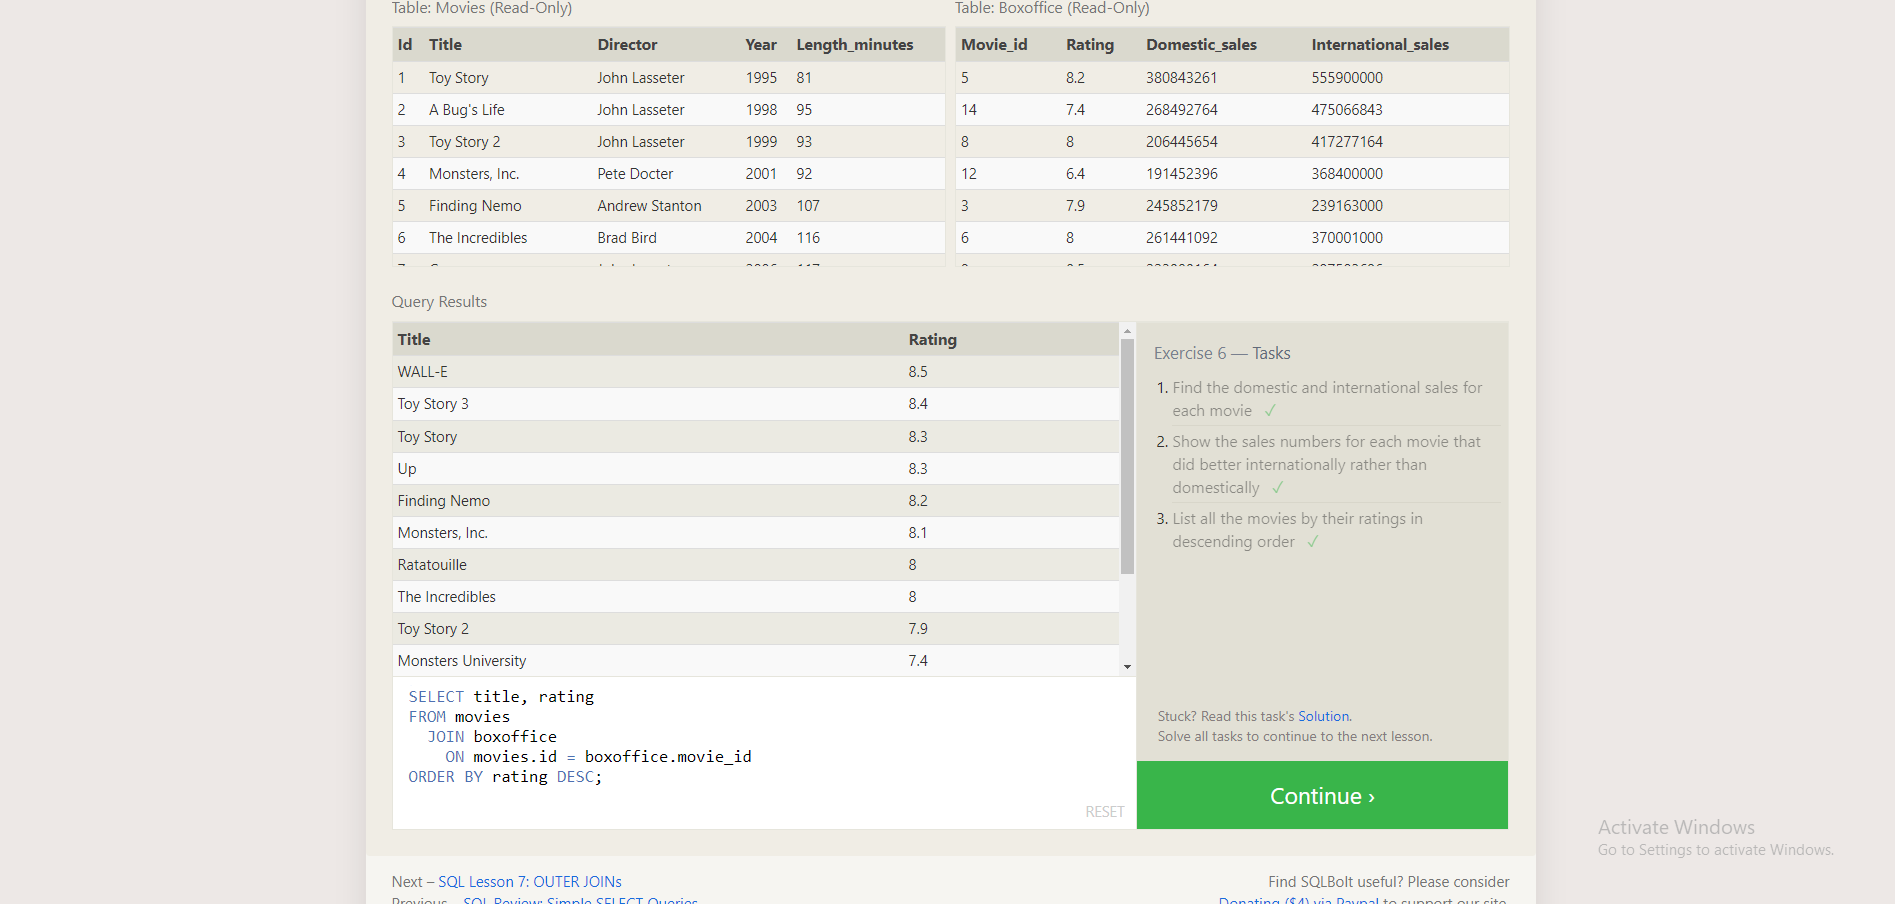 Table: Movies (Read-Only)
Id Title Director Year Length_minutes
1 Toy Story John Lasseter 1995 81
2 A Bug's Life John Lasseter 1998 95
3 Toy Story 2 John Lasseter 1999 93
4 Monsters, Inc. Pete Docter 2001 92
5 Finding Nemo Andrew Stanton 2003 107
6 The Incredibles Brad Bird 2004 116
Table: Boxoffice (Read-Only)
Movie_id Rating Domestic_sales International_sales
5 8.2 380843261 555900000
14 7.4 268492764 475066843
8 8 206445654 417277164
12 6.4 191452396 368400000
3 7.9 245852179 239163000
6 8 261441092 370001000
Query Results
Title Rating
WALL-E 8.5
Toy Story 3 8.4
Toy Story 8.3
Up 8.3
Finding Nemo 8.2
Monsters, Inc. 8.1
Ratatouille 8
The Incredibles 8
Toy Story 2 7.9
Monsters University 7.4
SELECT title, rating
FROM movies
JOIN boxoffice
ON movies.id = boxoffice.movie_id
ORDER BY rating DESC;
RESET
Exercise 6 — Tasks
1. Find the domestic and international sales for
each movie ✓
2. Show the sales numbers for each movie that
did better internationally rather than
domestically ✓
3. List all the movies by their ratings in
descending order ✓
Stuck? Read this task's Solution.
Solve all tasks to continue to the next lesson.
Continue ›
Next – SQL Lesson 7: OUTER JOINs
Previous – SQL Review: Simple SELECT Queries
Find SQLBolt useful? Please consider
Donating ($4) via Paypal to support our site.
Activate Windows
Go to Settings to activate Windows.